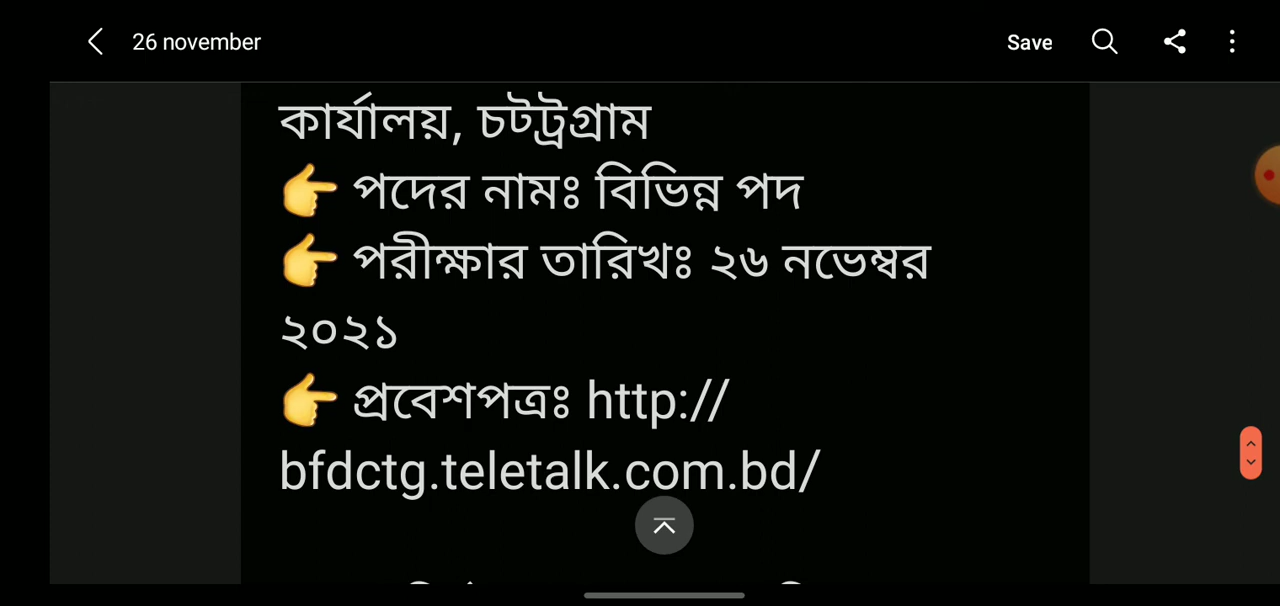 26 november
Save
কার্যালয়, চটট্রগ্রাম
👉 পদের নামঃ বিভিন্ন পদ
👉 পরীক্ষার তারিখঃ ২৬ নভেম্বর
২০২১
👉 প্রবেশপত্রঃ http://
bfdctg.teletalk.com.bd/